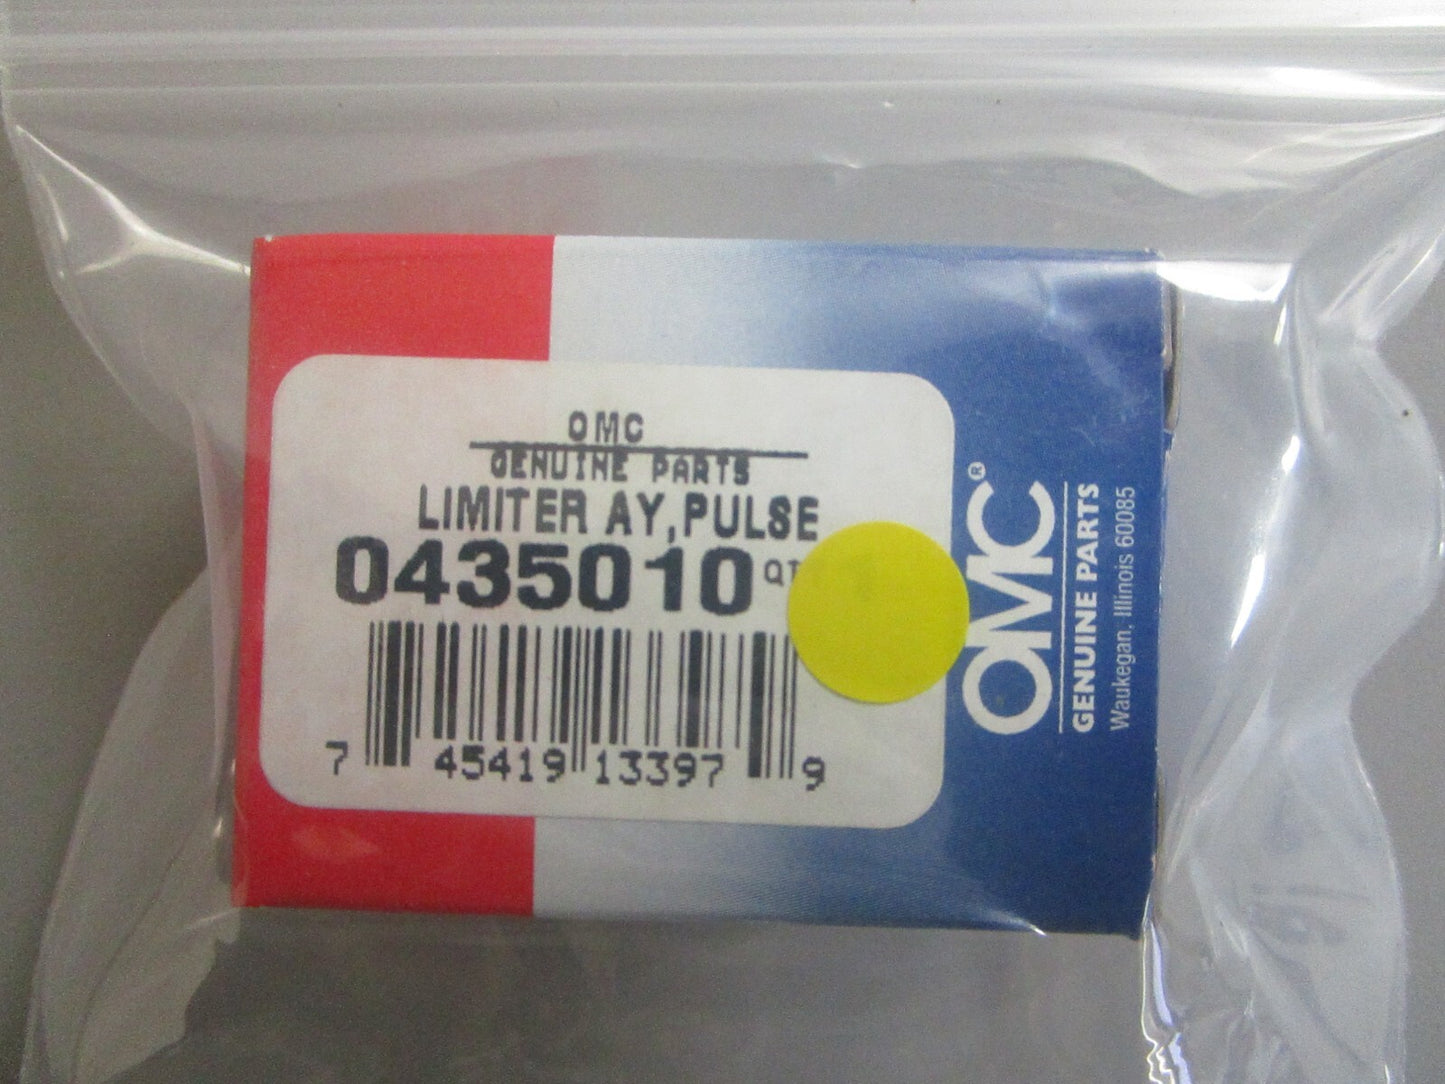 OMC
GENUINE PARTS
LIMITER AY,PULSE
0435010
7 45419 13397 9
OMC®
GENUINE PARTS
Waukegan, Illinois 60085